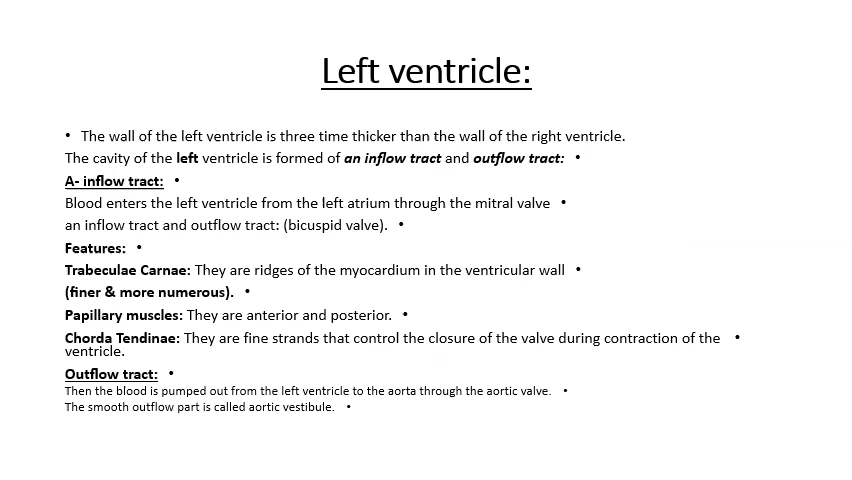 Left ventricle:
• The wall of the left ventricle is three time thicker than the wall of the right ventricle.
The cavity of the left ventricle is formed of an inflow tract and outflow tract: •
A- inflow tract: •
Blood enters the left ventricle from the left atrium through the mitral valve •
an inflow tract and outflow tract: (bicuspid valve). •
Features: •
Trabeculae Carnae: They are ridges of the myocardium in the ventricular wall •
(finer & more numerous). •
Papillary muscles: They are anterior and posterior. •
Chorda Tendinae: They are fine strands that control the closure of the valve during contraction of the •
ventricle.
Outflow tract: •
Then the blood is pumped out from the left ventricle to the aorta through the aortic valve. •
The smooth outflow part is called aortic vestibule. •